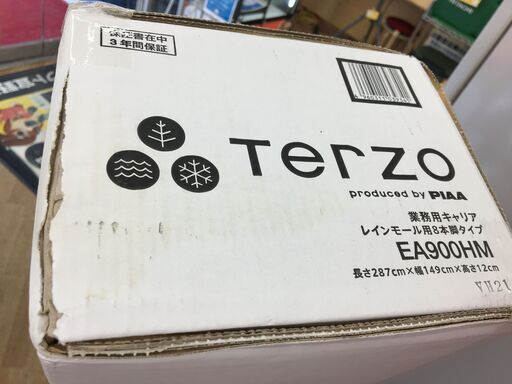 保証書在中
3年間保証
Terzo
produced by PIAA
業務用キャリア
レインモール用8本脚タイプ
EA900HM
長さ287cm×幅149cm×高さ12cm